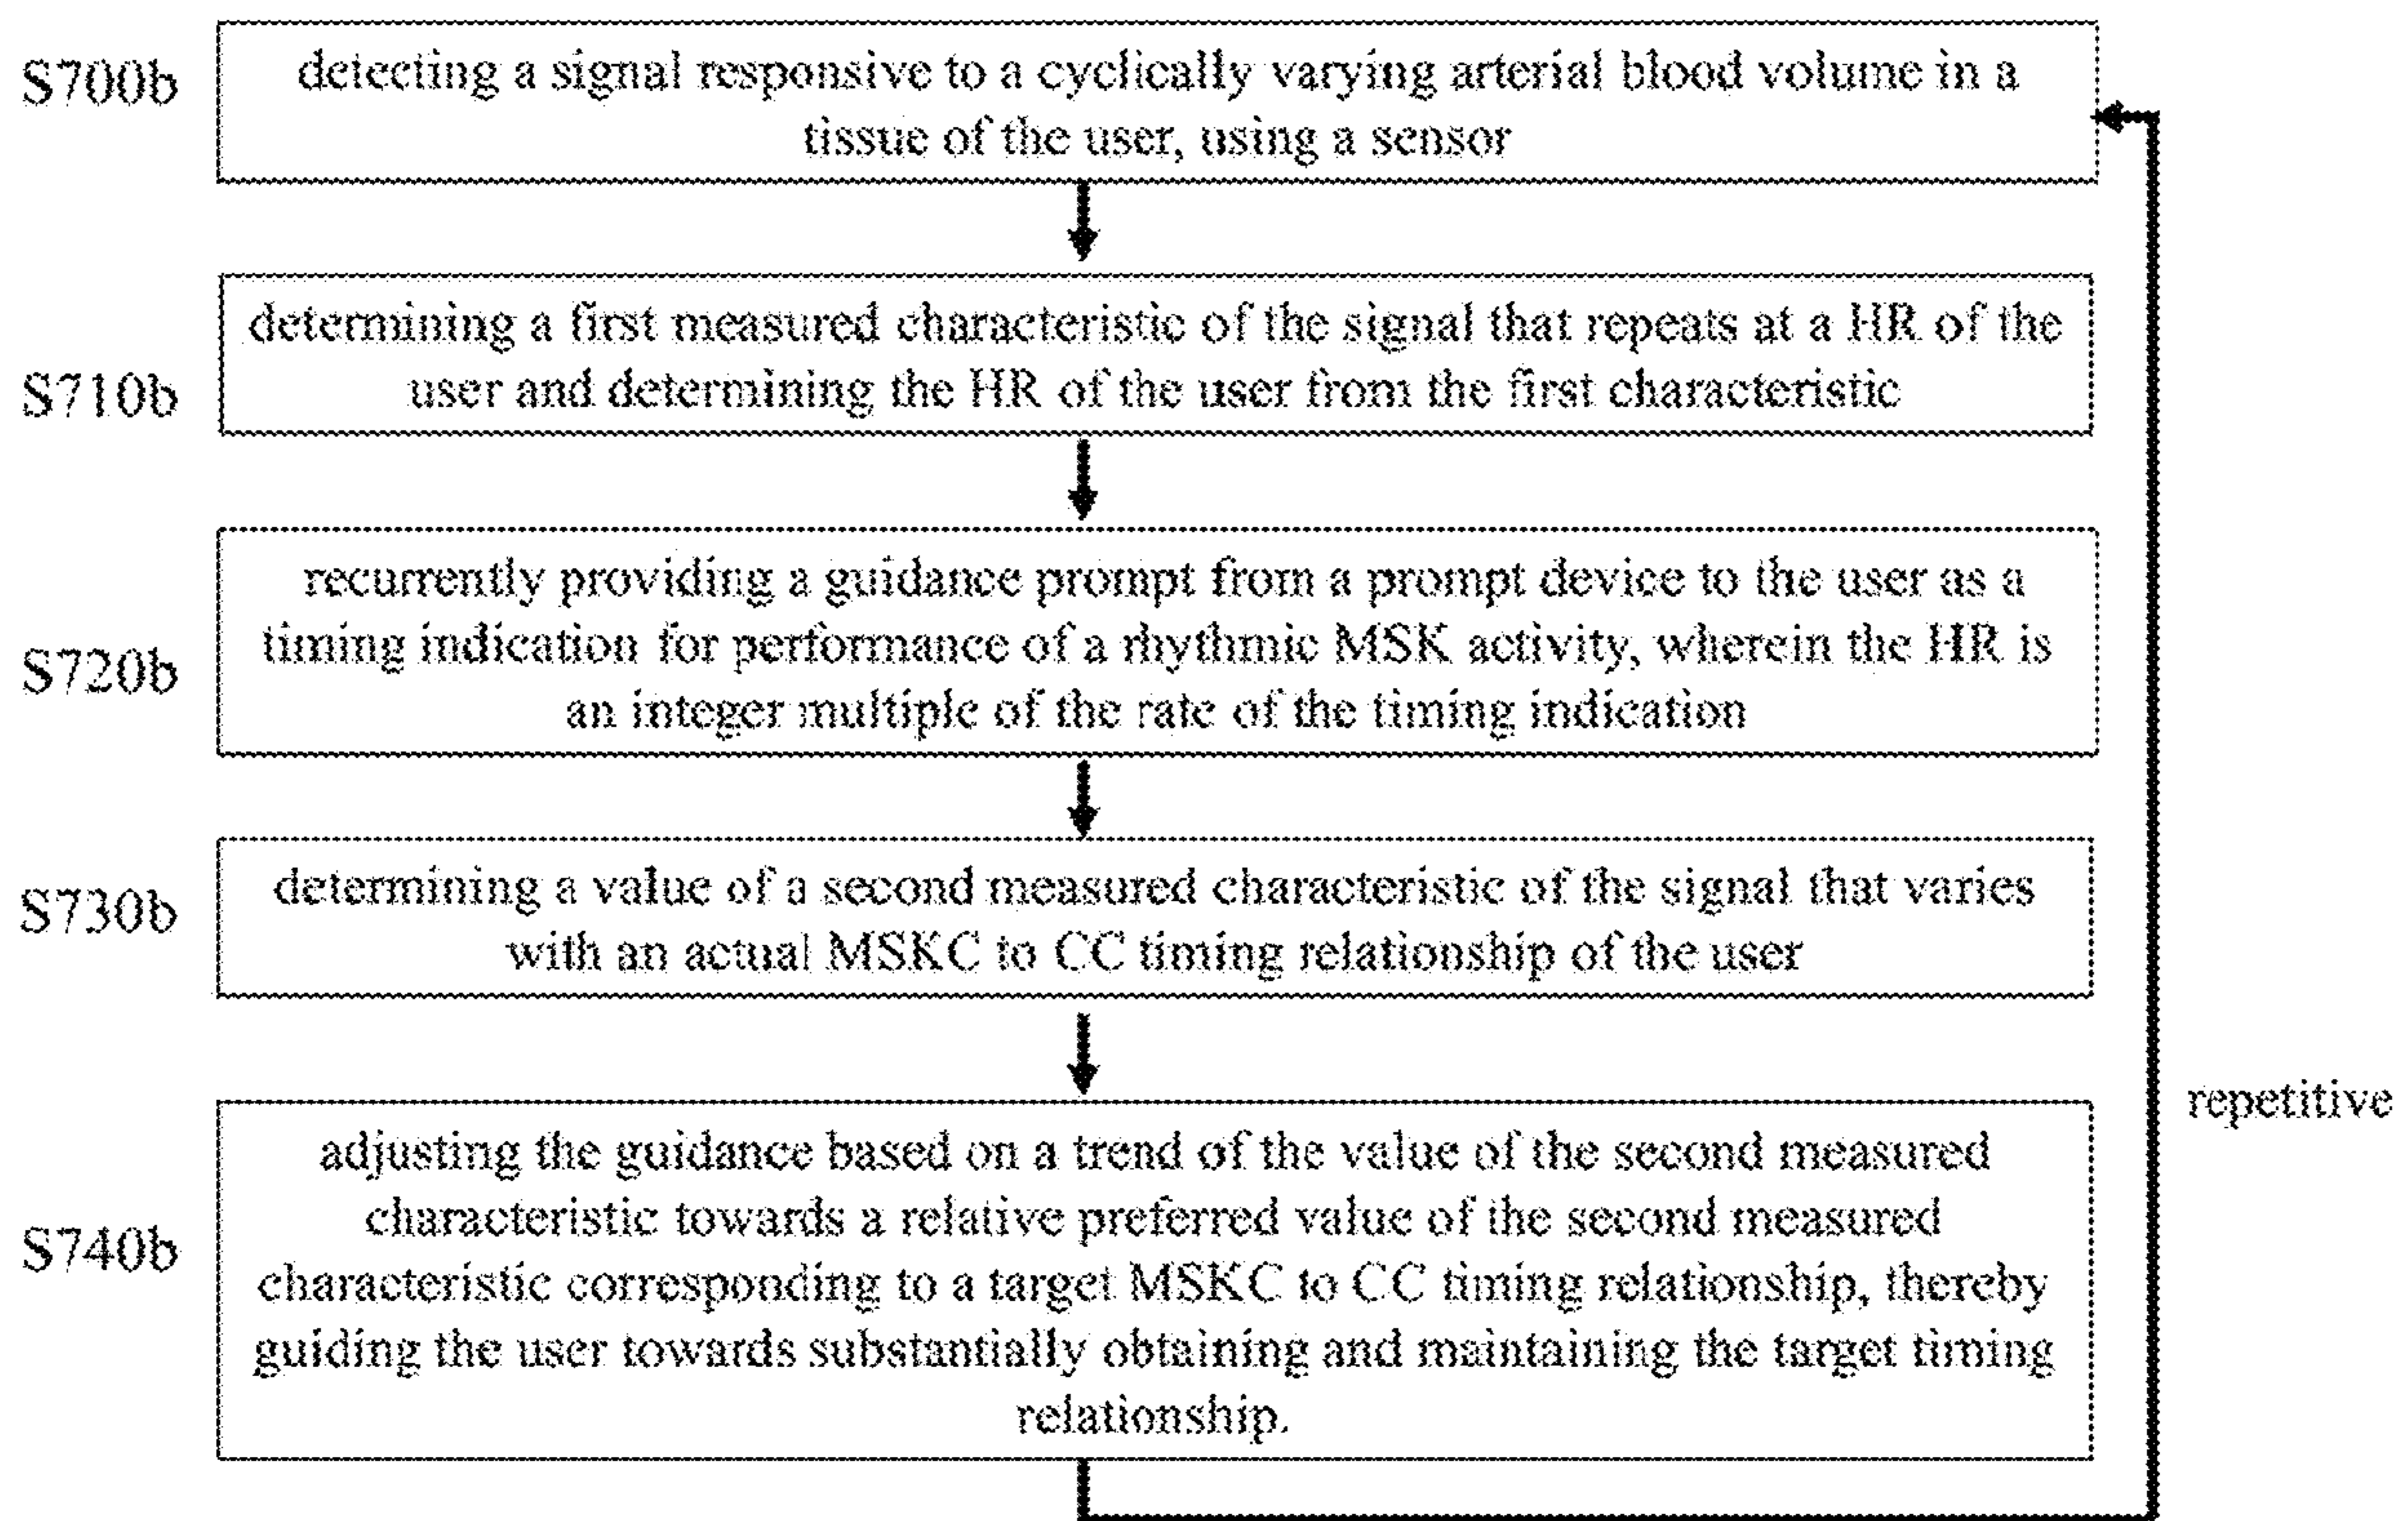 S700b
detecting a signal responsive to a cyclically varying arterial blood volume in a
tissue of the user, using a sensor
S710b
determining a first measured characteristic of the signal that repeats at a HR of the
user and determining the HR of the user from the first characteristic
S720b
recurrently providing a guidance prompt from a prompt device to the user as a
timing indication for performance of a rhythmic MSK activity, wherein the HR is
an integer multiple of the rate of the timing indication
S730b
determining a value of a second measured characteristic of the signal that varies
with an actual MSKC to CC timing relationship of the user
S740b
adjusting the guidance based on a trend of the value of the second measured
characteristic towards a relative preferred value of the second measured
characteristic corresponding to a target MSKC to CC timing relationship, thereby
guiding the user towards substantially obtaining and maintaining the target timing
relationship.
repetitive